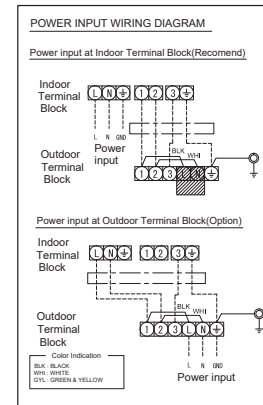 POWER INPUT WIRING DIAGRAM
Power input at Indoor Terminal Block(Recomend)
Indoor
Terminal
Block
L N 1 2 3
L N GND
Power
input
Outdoor
Terminal
Block
BLK
WHI
1 2 3 L N
Power input at Outdoor Terminal Block(Option)
Indoor
Terminal
Block
L N 1 2 3
Outdoor
Terminal
Block
BLK
WHI
1 2 3 L N
L N GND
Power input
Color Indication
BLK : BLACK
WHI : WHITE
GYL : GREEN & YELLOW